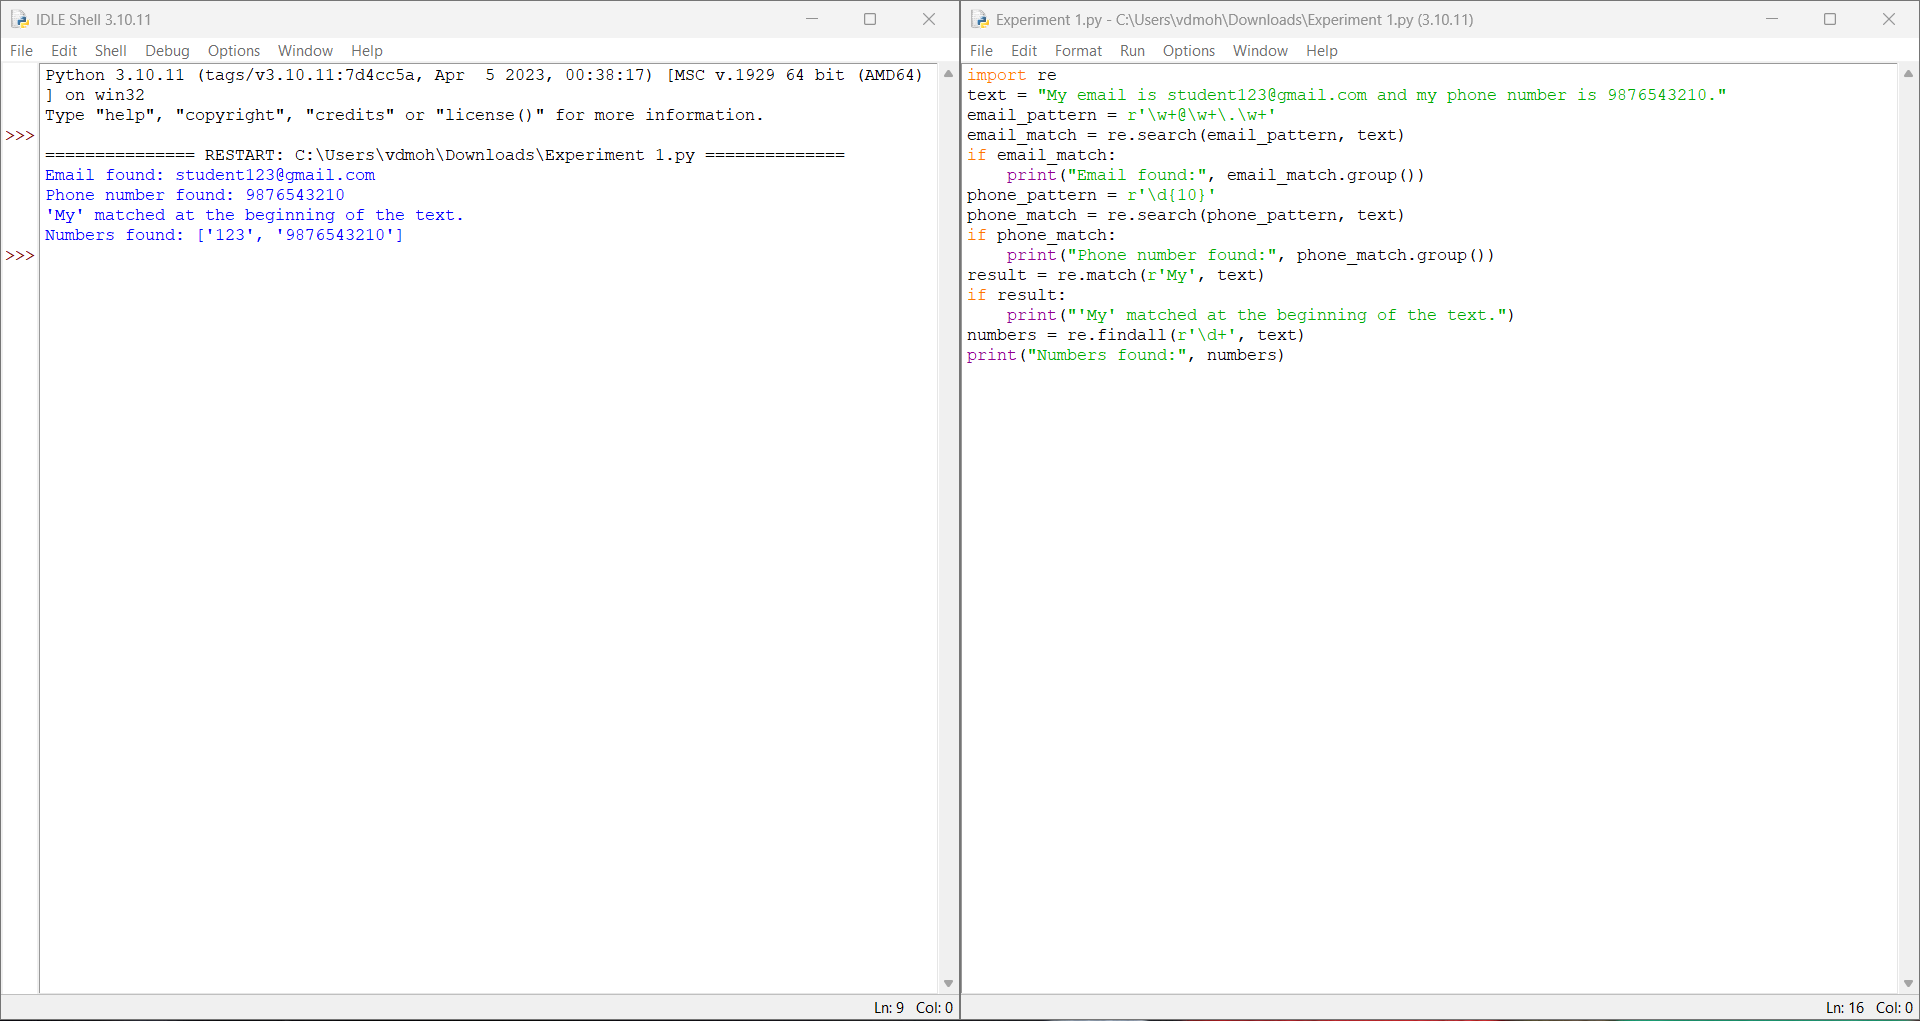 IDLE Shell 3.10.11
File Edit Shell Debug Options Window Help
Python 3.10.11 (tags/v3.10.11:7d4cc5a, Apr  5 2023, 00:38:17) [MSC v.1929 64 bit (AMD64)
] on win32
Type "help", "copyright", "credits" or "license()" for more information.
>>>
=============== RESTART: C:\Users\vdmoh\Downloads\Experiment 1.py ==============
Email found: student123@gmail.com
Phone number found: 9876543210
'My' matched at the beginning of the text.
Numbers found: ['123', '9876543210']
>>>
Ln: 9 Col: 0
Experiment 1.py - C:\Users\vdmoh\Downloads\Experiment 1.py (3.10.11)
File Edit Format Run Options Window Help
import re
text = "My email is student123@gmail.com and my phone number is 9876543210."
email_pattern = r'\w+@\w+\.\w+'
email_match = re.search(email_pattern, text)
if email_match:
    print("Email found:", email_match.group())
phone_pattern = r'\d{10}'
phone_match = re.search(phone_pattern, text)
if phone_match:
    print("Phone number found:", phone_match.group())
result = re.match(r'My', text)
if result:
    print("'My' matched at the beginning of the text.")
numbers = re.findall(r'\d+', text)
print("Numbers found:", numbers)
Ln: 16 Col: 0